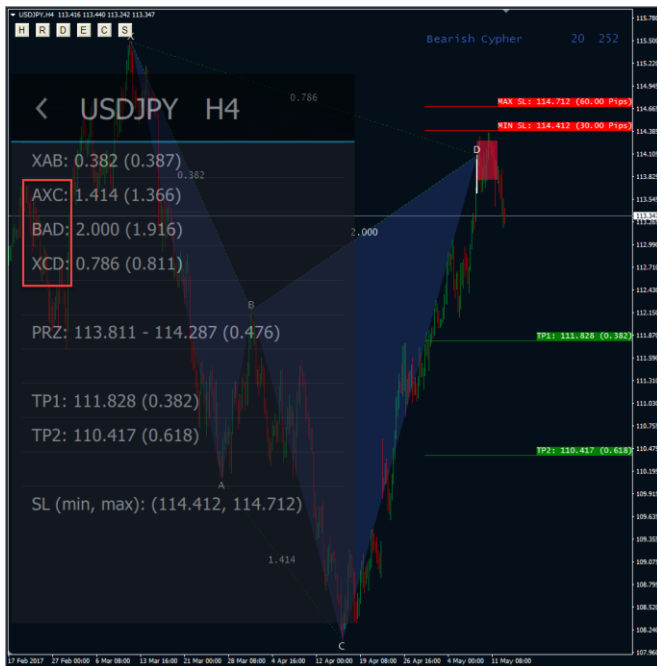 USDJPY,H4 113.416 113.440 113.242 113.347
H R D E C S
Bearish Cypher 20 252
X
0.786
USDJPY H4
MAX SL: 114.712 (60.00 Pips)
MIN SL: 114.412 (30.00 Pips)
D
XAB: 0.382 (0.387)
0.382
AXC: 1.414 (1.366)
BAD: 2.000 (1.916)
2.000
XCD: 0.786 (0.811)
B
PRZ: 113.811 - 114.287 (0.476)
TP1: 111.828 (0.382)
TP1: 111.828 (0.382)
TP2: 110.417 (0.618)
TP2: 110.417 (0.618)
A
SL (min, max): (114.412, 114.712)
1.414
C
115.780
115.500
115.220
114.945
114.665
114.385
114.105
113.825
113.545
113.347
112.990
112.710
112.430
112.150
111.870
111.590
111.310
111.030
110.755
110.475
110.195
109.915
109.635
109.355
109.075
108.795
108.520
108.240
107.960
17 Feb 2017 27 Feb 00:00 6 Mar 08:00 13 Mar 16:00 21 Mar 00:00 28 Mar 08:00 4 Apr 16:00 12 Apr 00:00 19 Apr 08:00 26 Apr 16:00 4 May 00:00 11 May 08:00